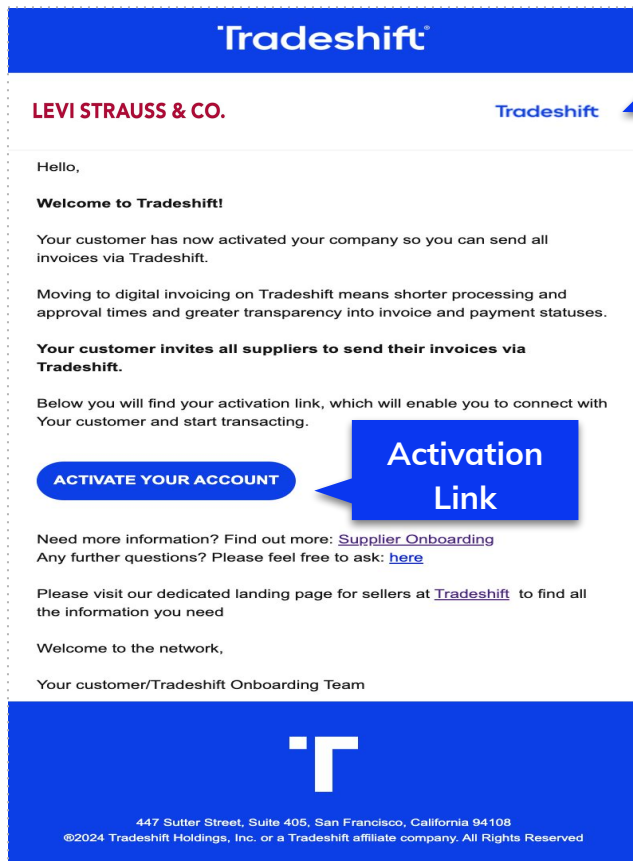 Tradeshift
LEVI STRAUSS & CO.
Tradeshift
Hello,
Welcome to Tradeshift!
Your customer has now activated your company so you can send all
invoices via Tradeshift.
Moving to digital invoicing on Tradeshift means shorter processing and
approval times and greater transparency into invoice and payment statuses.
Your customer invites all suppliers to send their invoices via
Tradeshift.
Below you will find your activation link, which will enable you to connect with
Your customer and start transacting.
ACTIVATE YOUR ACCOUNT
Activation
Link
Need more information? Find out more: Supplier Onboarding
Any further questions? Please feel free to ask: here
Please visit our dedicated landing page for sellers at Tradeshift to find all
the information you need
Welcome to the network,
Your customer/Tradeshift Onboarding Team
T
447 Sutter Street, Suite 405, San Francisco, California 94108
®2024 Tradeshift Holdings, Inc. or a Tradeshift affiliate company. All Rights Reserved